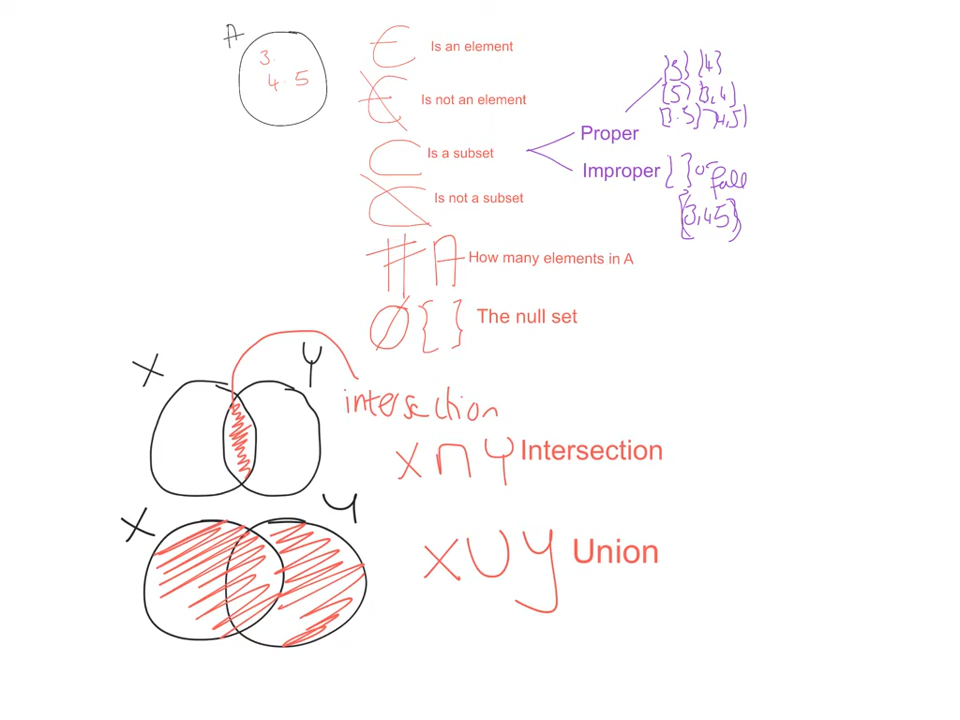 A
3.
4. 5
∈ Is an element
∉ Is not an element
⊂ Is a subset
⊄ Is not a subset
#A How many elements in A
∅ { } The null set
Proper
{3} {4}
{5} {3,4}
{3.5} {4,5}
Improper { } or full
{3,45}
X Y
intersection
X∩Y Intersection
X Y
X∪Y Union